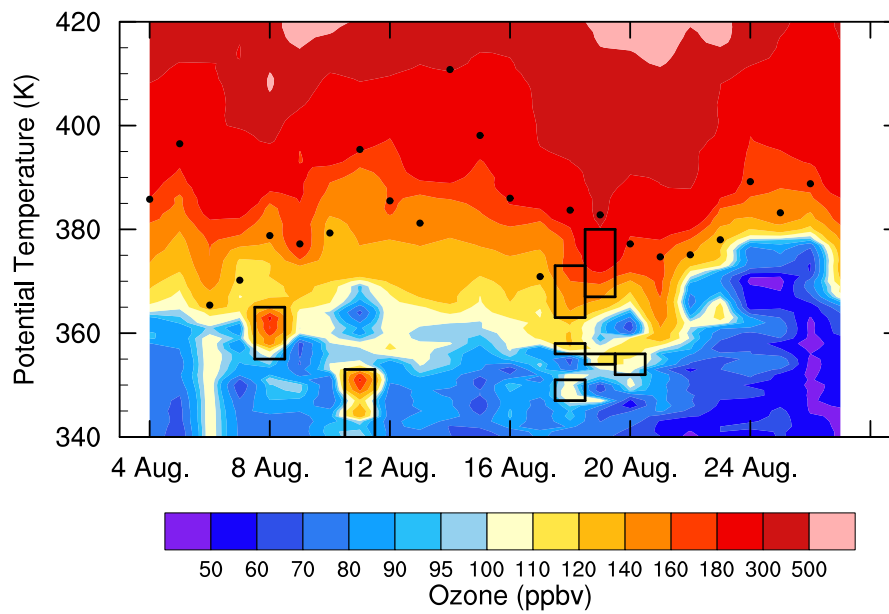 420
400
380
360
340
Potential Temperature (K)
4 Aug. 8 Aug. 12 Aug. 16 Aug. 20 Aug. 24 Aug.
50 60 70 80 90 95 100 110 120 140 160 180 300 500
Ozone (ppbv)